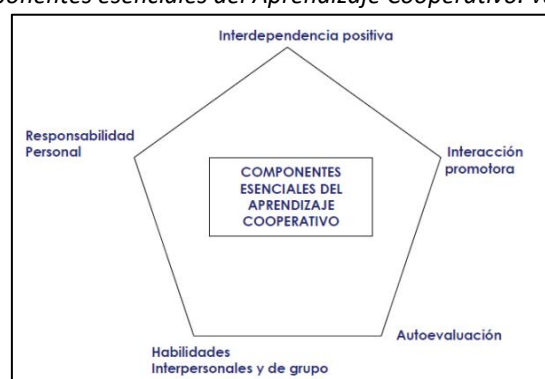 ponentes esenciales del Aprendizaje Cooperativo.
Interdependencia positiva
Responsabilidad
Personal
Interacción
promotora
COMPONENTES
ESENCIALES DEL
APRENDIZAJE
COOPERATIVO
Autoevaluación
Habilidades
Interpersonales y de grupo